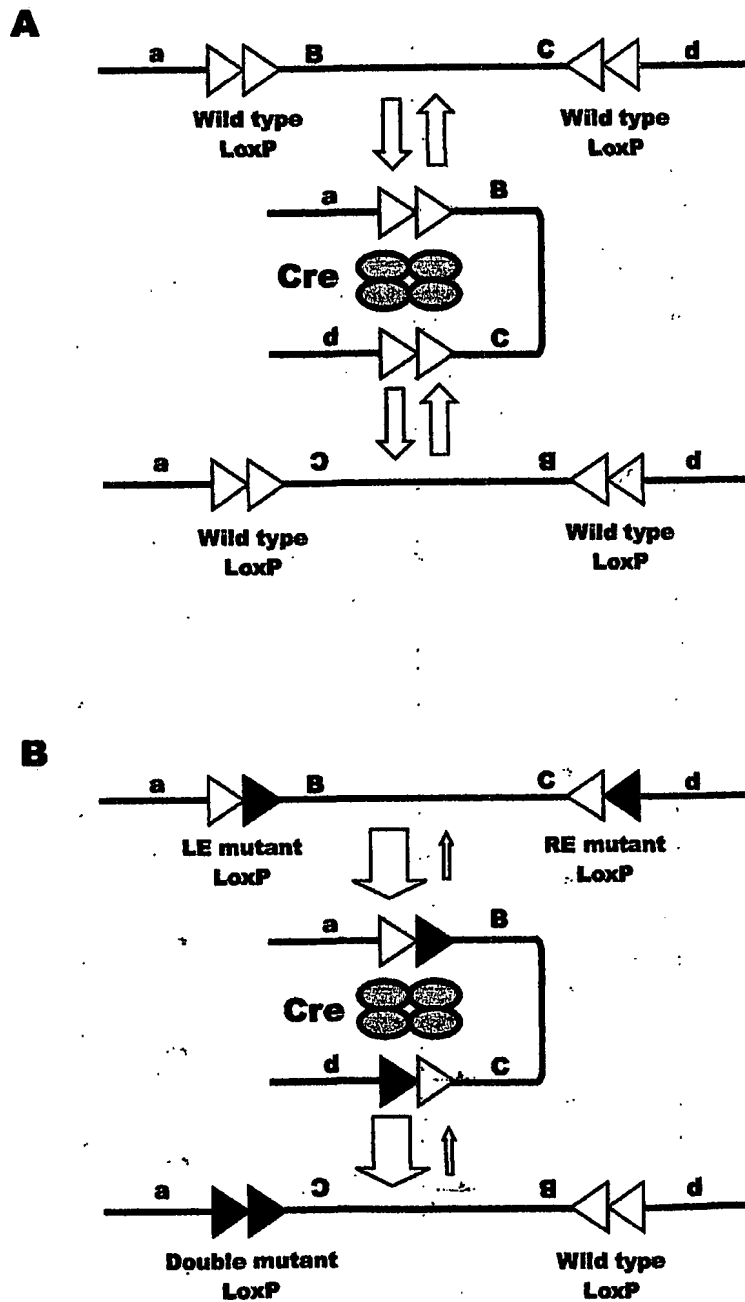 A
a B C d
Wild type LoxP
Wild type LoxP
a B
Cre
d C
a C B d
Wild type LoxP
Wild type LoxP
B
a B C d
LE mutant LoxP
RE mutant LoxP
a B
Cre
d C
a C B d
Double mutant LoxP
Wild type LoxP